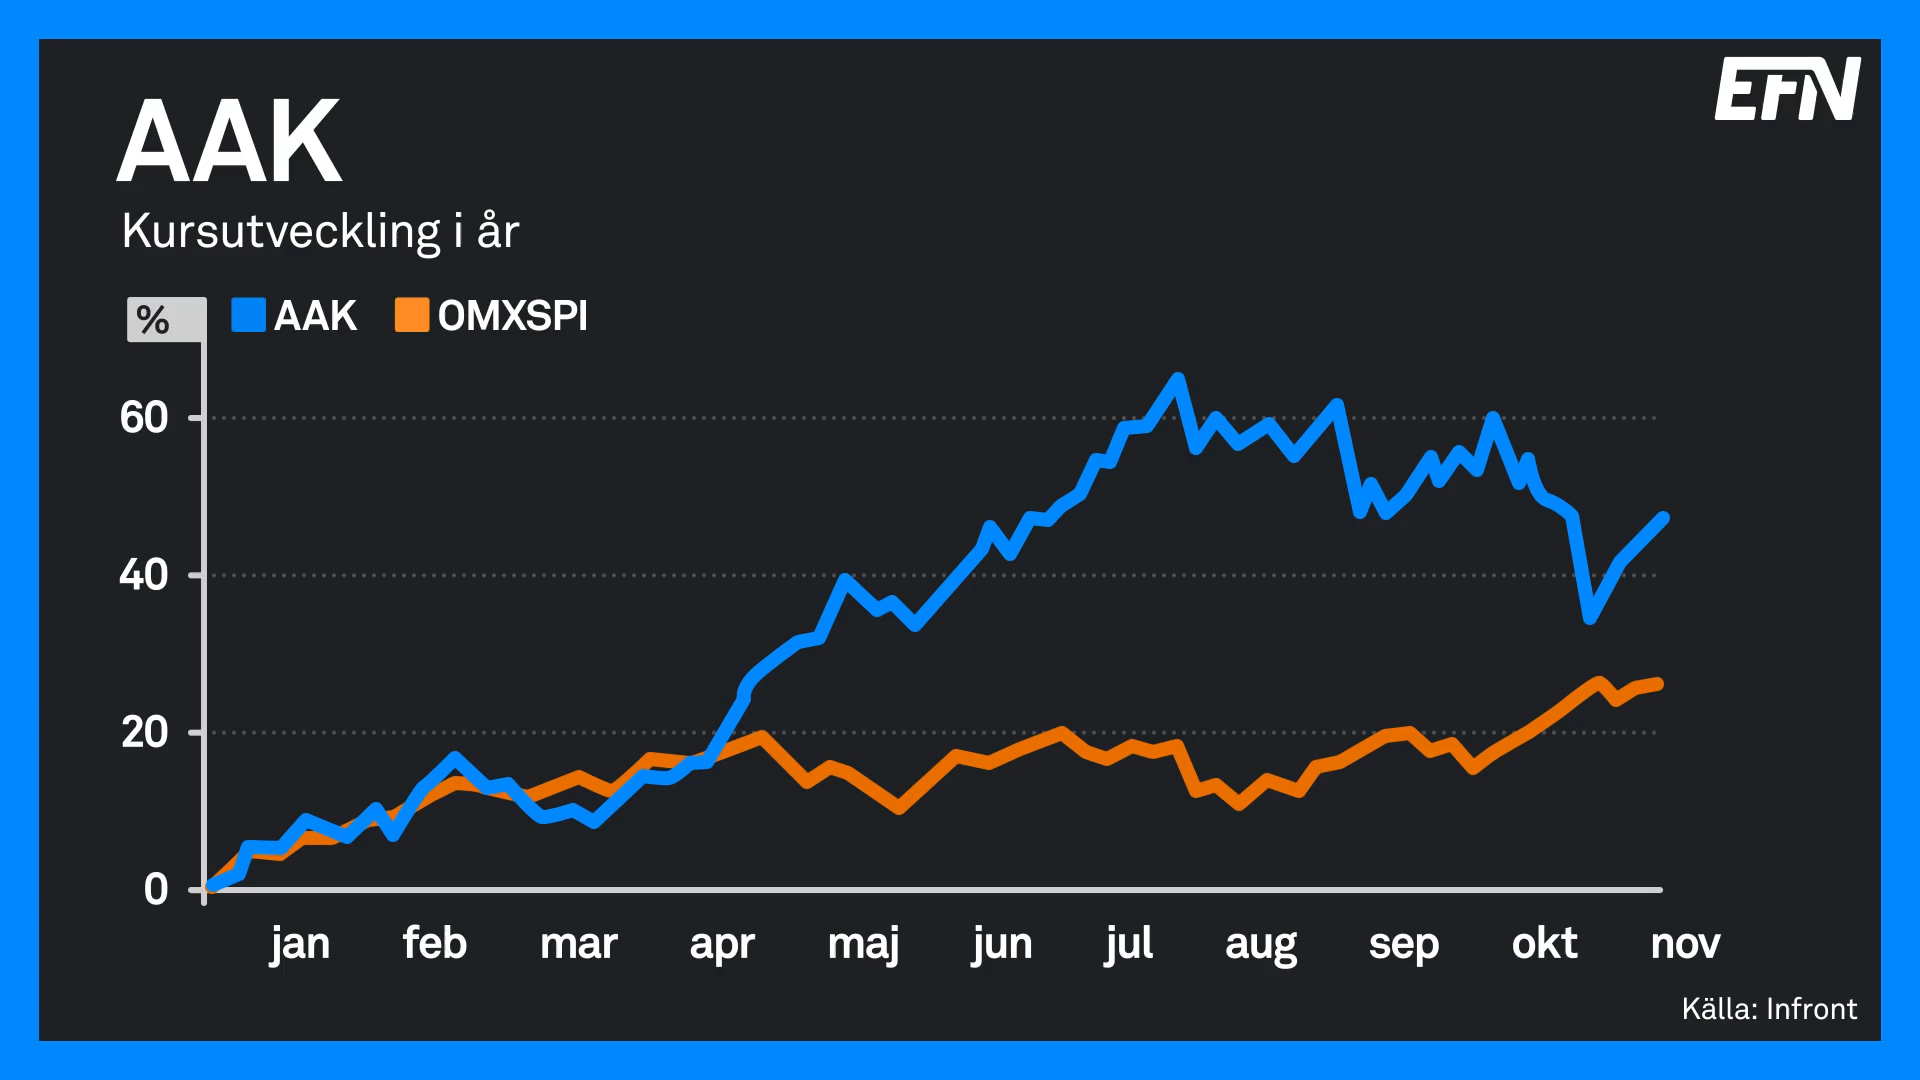 EFN
AAK
Kursutveckling i år
% AAK OMXSPI
60
40
20
0
jan feb mar apr maj jun jul aug sep okt nov
Källa: Infront